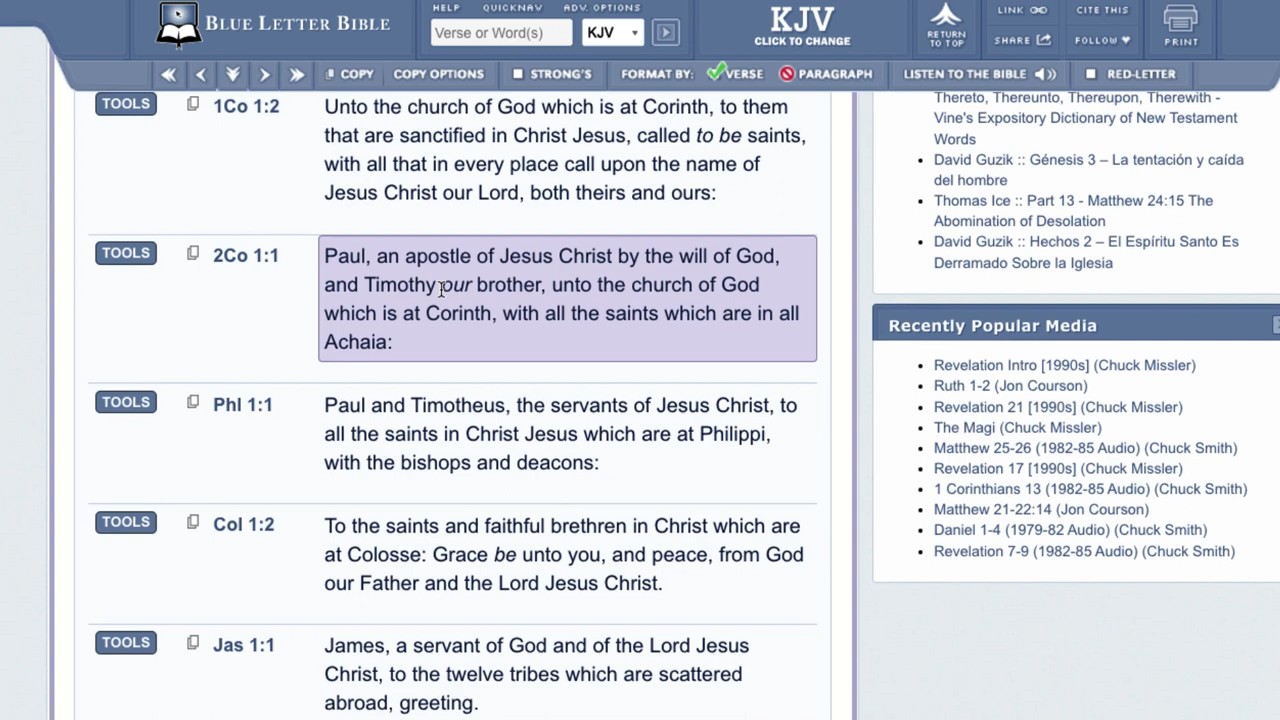 HELP QUICKNAV ADV. OPTIONS
BLUE LETTER BIBLE
Verse or Word(s)
KJV
KJV
CLICK TO CHANGE
RETURN
TO TOP
LINK
CITE THIS
SHARE
FOLLOW
PRINT
COPY COPY OPTIONS STRONG'S FORMAT BY: VERSE PARAGRAPH LISTEN TO THE BIBLE RED-LETTER
TOOLS 1Co 1:2 Unto the church of God which is at Corinth, to them
that are sanctified in Christ Jesus, called to be saints,
with all that in every place call upon the name of
Jesus Christ our Lord, both theirs and ours:
TOOLS 2Co 1:1 Paul, an apostle of Jesus Christ by the will of God,
and Timothy our brother, unto the church of God
which is at Corinth, with all the saints which are in all
Achaia:
TOOLS Phl 1:1 Paul and Timotheus, the servants of Jesus Christ, to
all the saints in Christ Jesus which are at Philippi,
with the bishops and deacons:
TOOLS Col 1:2 To the saints and faithful brethren in Christ which are
at Colosse: Grace be unto you, and peace, from God
our Father and the Lord Jesus Christ.
TOOLS Jas 1:1 James, a servant of God and of the Lord Jesus
Christ, to the twelve tribes which are scattered
abroad, greeting.
Thereto, Thereunto, Thereupon, Therewith -
Vine's Expository Dictionary of New Testament
Words
David Guzik :: Génesis 3 – La tentación y caída
del hombre
Thomas Ice :: Part 13 - Matthew 24:15 The
Abomination of Desolation
David Guzik :: Hechos 2 – El Espíritu Santo Es
Derramado Sobre la Iglesia
Recently Popular Media
Revelation Intro [1990s] (Chuck Missler)
Ruth 1-2 (Jon Courson)
Revelation 21 [1990s] (Chuck Missler)
The Magi (Chuck Missler)
Matthew 25-26 (1982-85 Audio) (Chuck Smith)
Revelation 17 [1990s] (Chuck Missler)
1 Corinthians 13 (1982-85 Audio) (Chuck Smith)
Matthew 21-22:14 (Jon Courson)
Daniel 1-4 (1979-82 Audio) (Chuck Smith)
Revelation 7-9 (1982-85 Audio) (Chuck Smith)